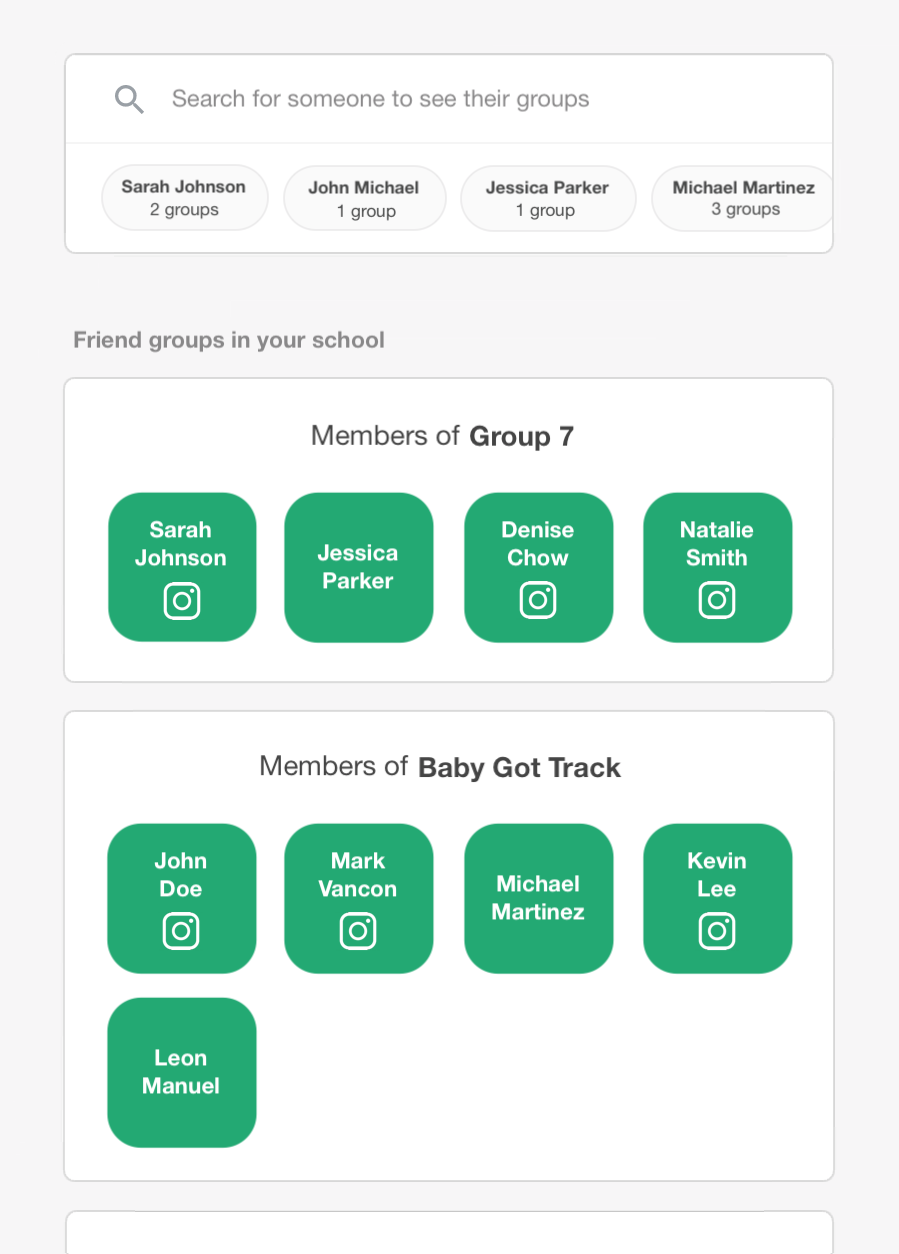 Search for someone to see their groups
Sarah Johnson
2 groups
John Michael
1 group
Jessica Parker
1 group
Michael Martinez
3 groups
Friend groups in your school
Members of Group 7
Sarah
Johnson
Jessica
Parker
Denise
Chow
Natalie
Smith
Members of Baby Got Track
John
Doe
Mark
Vancon
Michael
Martinez
Kevin
Lee
Leon
Manuel